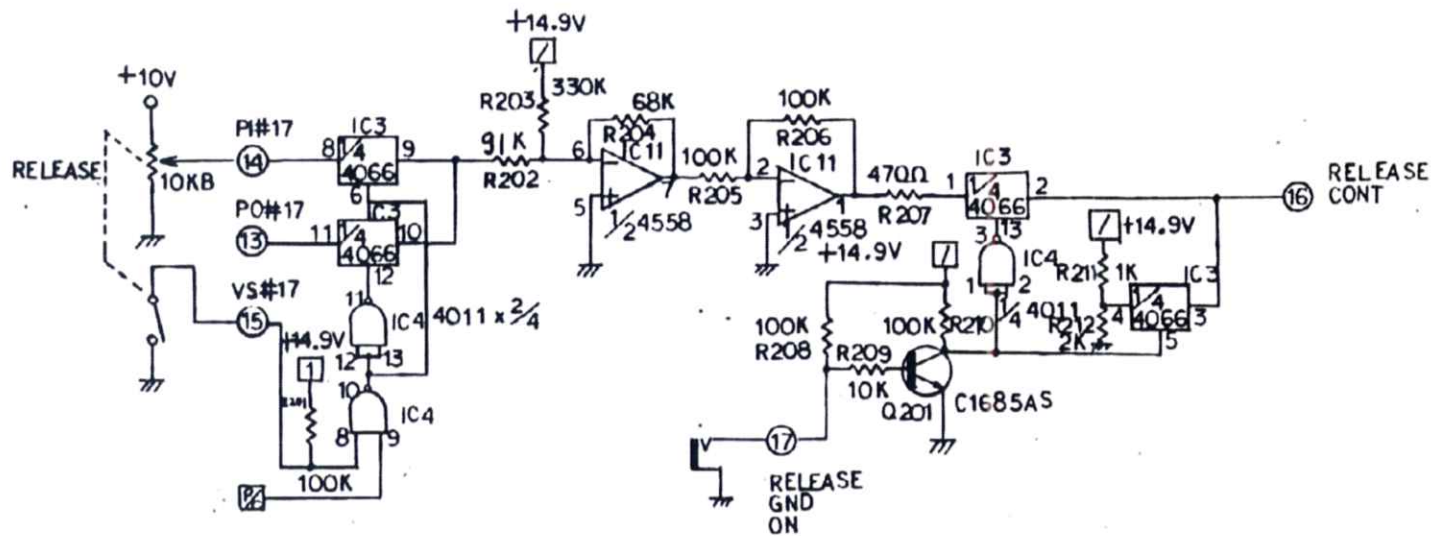 +14.9V
+10V
330K
R203
68K
100K
PI#17
IC3
R204
R206
14
8
1/4
9
91K
6
IC11
IC11
IC3
RELEASE
4066
R202
100K
2
470Ω
1
1/4
2
RELEASE
10KB
6
7
R205
1
R207
4066
16
CONT
PO#17
5
1/2 4558
3
1/2 4558
13
+14.9V
13
11
1/4
10
+14.9V
3
4066
IC4
R211
1K
IC3
12
1
2
1/4
VS#17
11
4011 x 2/4
100K
R210
1/4 4011
4
4066
3
15
IC4
100K
R212
5
+14.9V
12
13
R208
R209
2K
1
10
10K
IC4
Q201
C1685AS
R201
8
9
17
100K
RELEASE
GND
ON